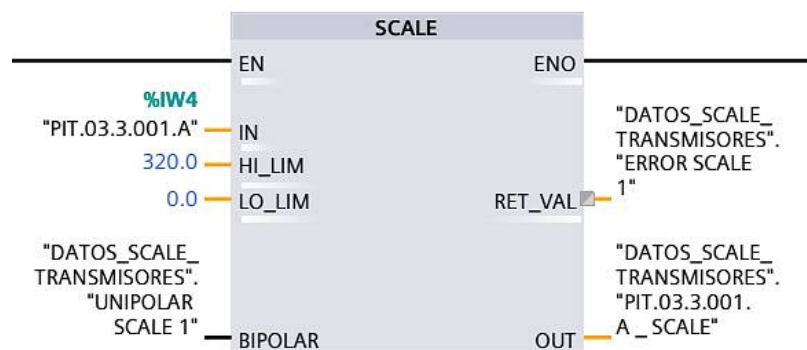 SCALE
EN
ENO
%IW4
"PIT.03.3.001.A"
IN
320.0
HI_LIM
0.0
LO_LIM
"DATOS_SCALE_
TRANSMISORES".
"ERROR SCALE
1"
RET_VAL
"DATOS_SCALE_
TRANSMISORES".
"UNIPOLAR
SCALE 1"
BIPOLAR
"DATOS_SCALE_
TRANSMISORES".
"PIT.03.3.001.
A _ SCALE"
OUT